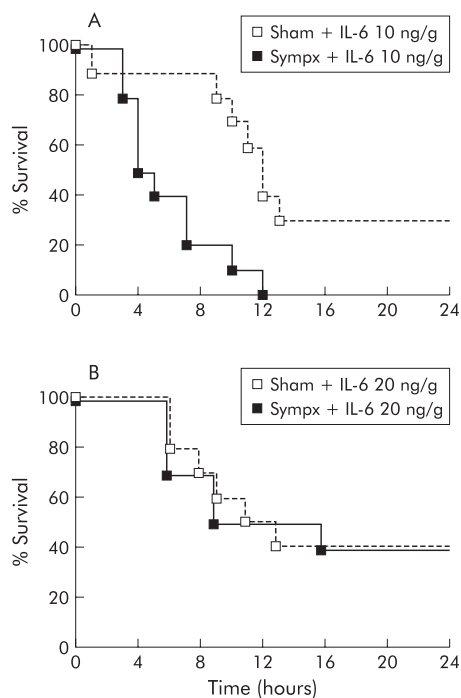 A
Sham + IL-6 10 ng/g
Sympx + IL-6 10 ng/g
% Survival
100
80
60
40
20
0
0 4 8 12 16 20 24
B
Sham + IL-6 20 ng/g
Sympx + IL-6 20 ng/g
% Survival
100
80
60
40
20
0
0 4 8 12 16 20 24
Time (hours)